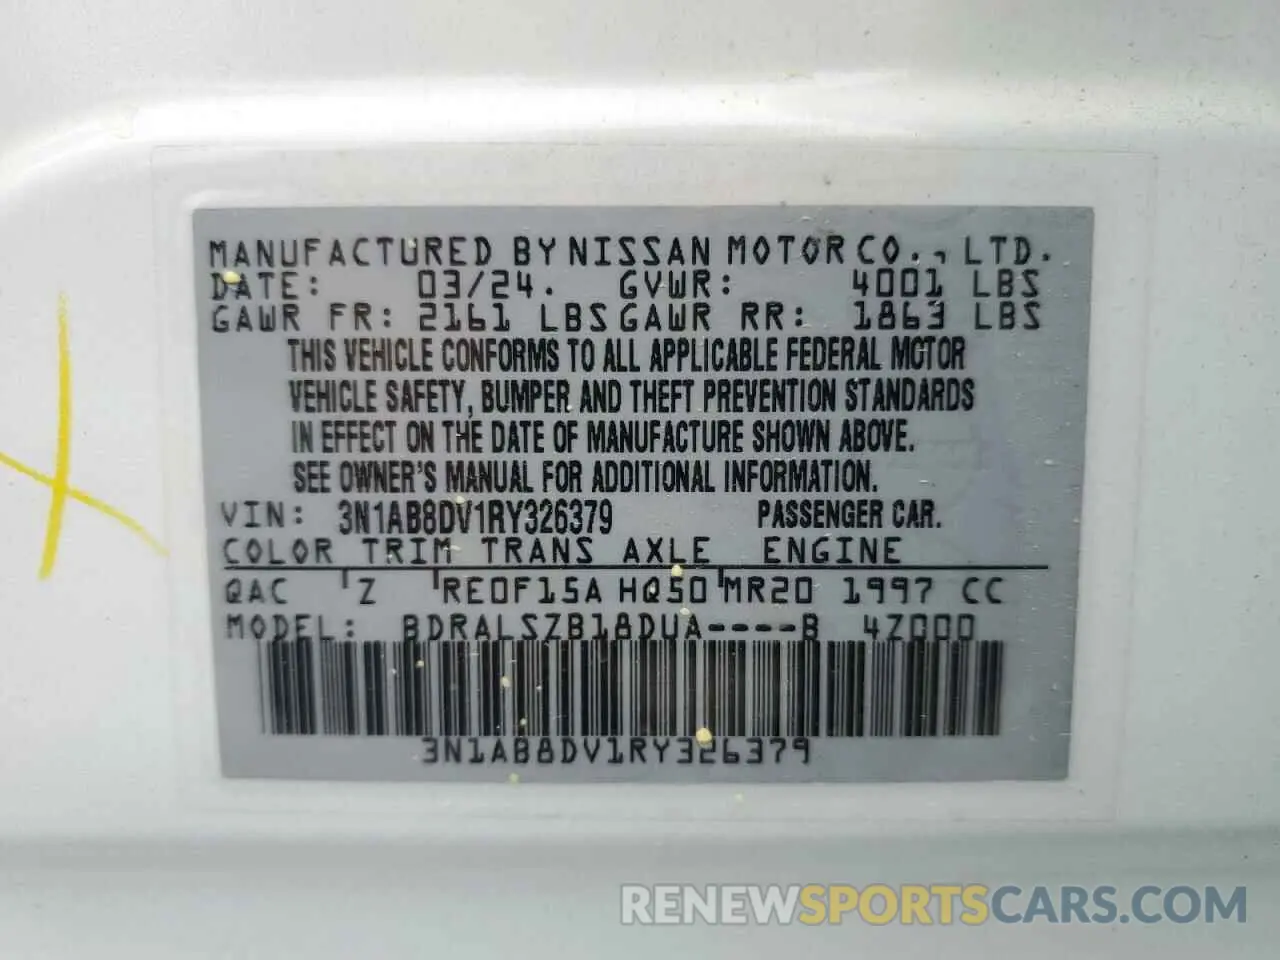 MANUFACTURED BY NISSAN MOTOR CO., LTD.
DATE: 03/24. GVWR: 4001 LBS
GAWR FR: 2161 LBS GAWR RR: 1863 LBS
THIS VEHICLE CONFORMS TO ALL APPLICABLE FEDERAL MOTOR
VEHICLE SAFETY, BUMPER AND THEFT PREVENTION STANDARDS
IN EFFECT ON THE DATE OF MANUFACTURE SHOWN ABOVE.
SEE OWNER'S MANUAL FOR ADDITIONAL INFORMATION.
VIN: 3N1AB8DV1RY326379 PASSENGER CAR.
COLOR TRIM TRANS AXLE ENGINE
QAC Z RE0F15A HQ50 MR20 1997 CC
MODEL: BDRALSZB18DUA----B 4Z000
3N1AB8DV1RY326379
RENEWSPORTSCARS.COM